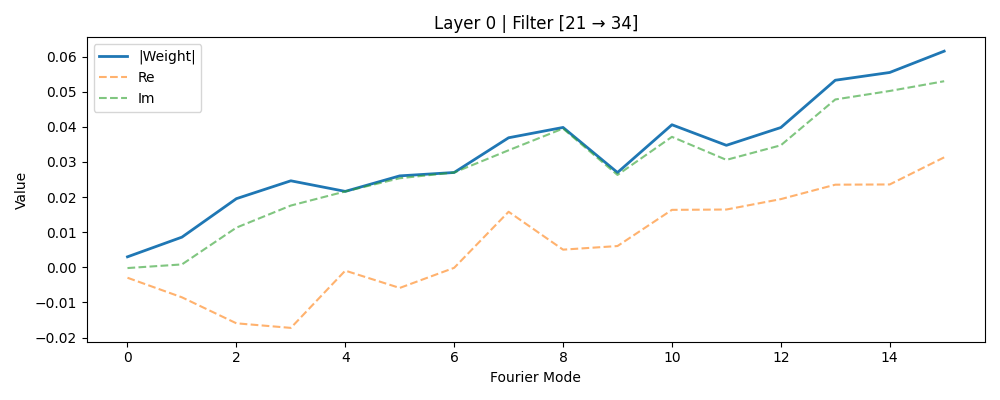 Layer 0 | Filter [21 → 34]
|Weight|
Re
Im
0.06
0.05
0.04
0.03
0.02
0.01
0.00
−0.01
−0.02
Value
0 2 4 6 8 10 12 14
Fourier Mode